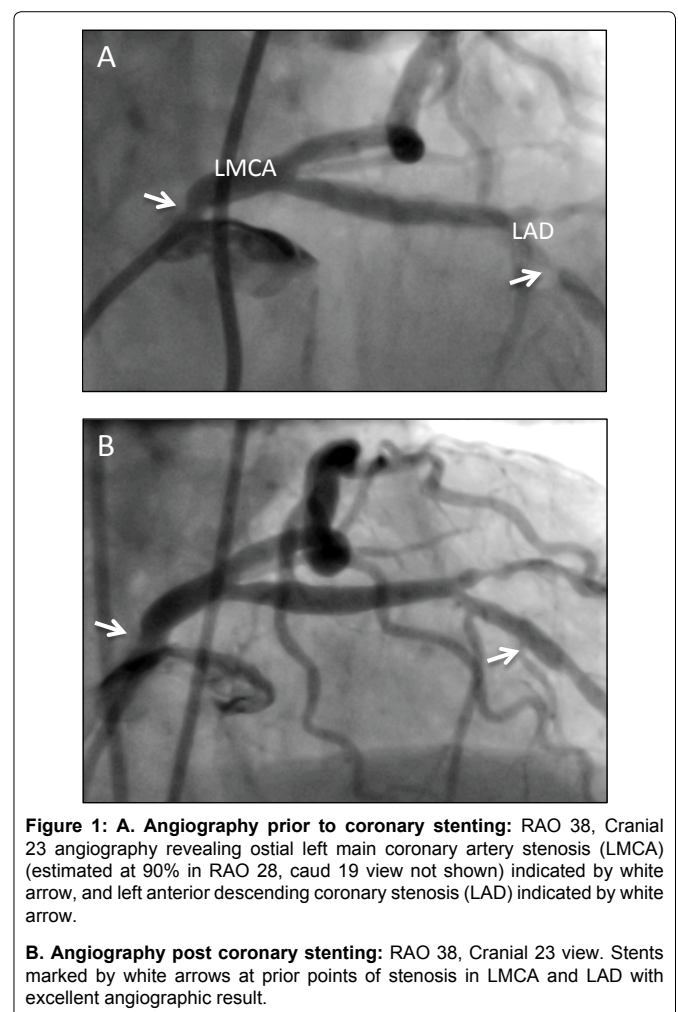 A
LMCA
LAD
B
Figure 1: A. Angiography prior to coronary stenting: RAO 38, Cranial
23 angiography revealing ostial left main coronary artery stenosis (LMCA)
(estimated at 90% in RAO 28, caud 19 view not shown) indicated by white
arrow, and left anterior descending coronary stenosis (LAD) indicated by white
arrow.
B. Angiography post coronary stenting: RAO 38, Cranial 23 view. Stents
marked by white arrows at prior points of stenosis in LMCA and LAD with
excellent angiographic result.